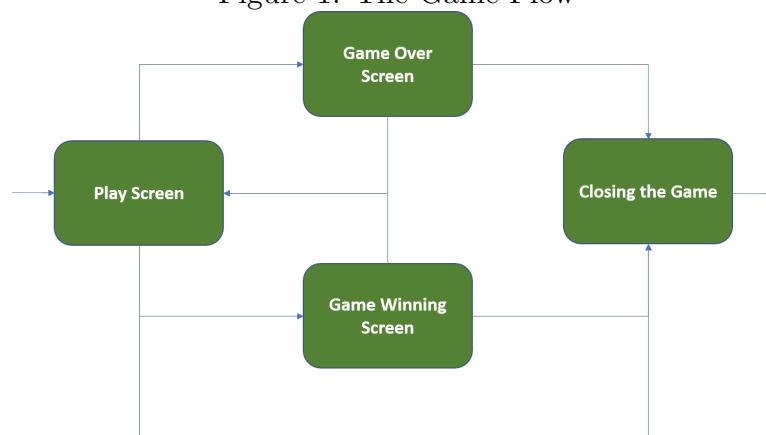 Figure 1: The Game Flow
Game Over
Screen
Play Screen
Closing the Game
Game Winning
Screen